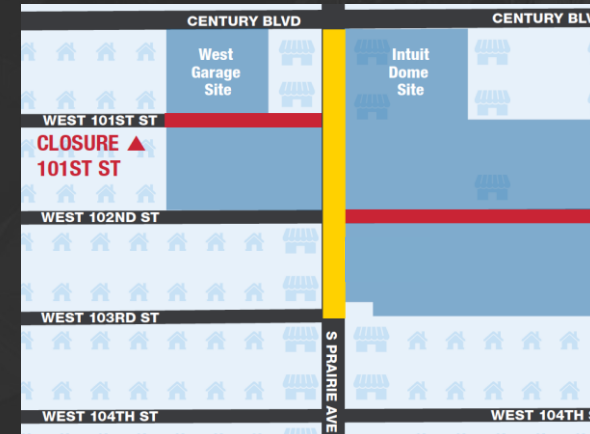 CENTURY BLVD
CENTURY BLV
West
Garage
Site
Intuit
Dome
Site
WEST 101ST ST
CLOSURE
101ST ST
WEST 102ND ST
WEST 103RD ST
S PRAIRIE AVE
WEST 104TH ST
WEST 104TH S